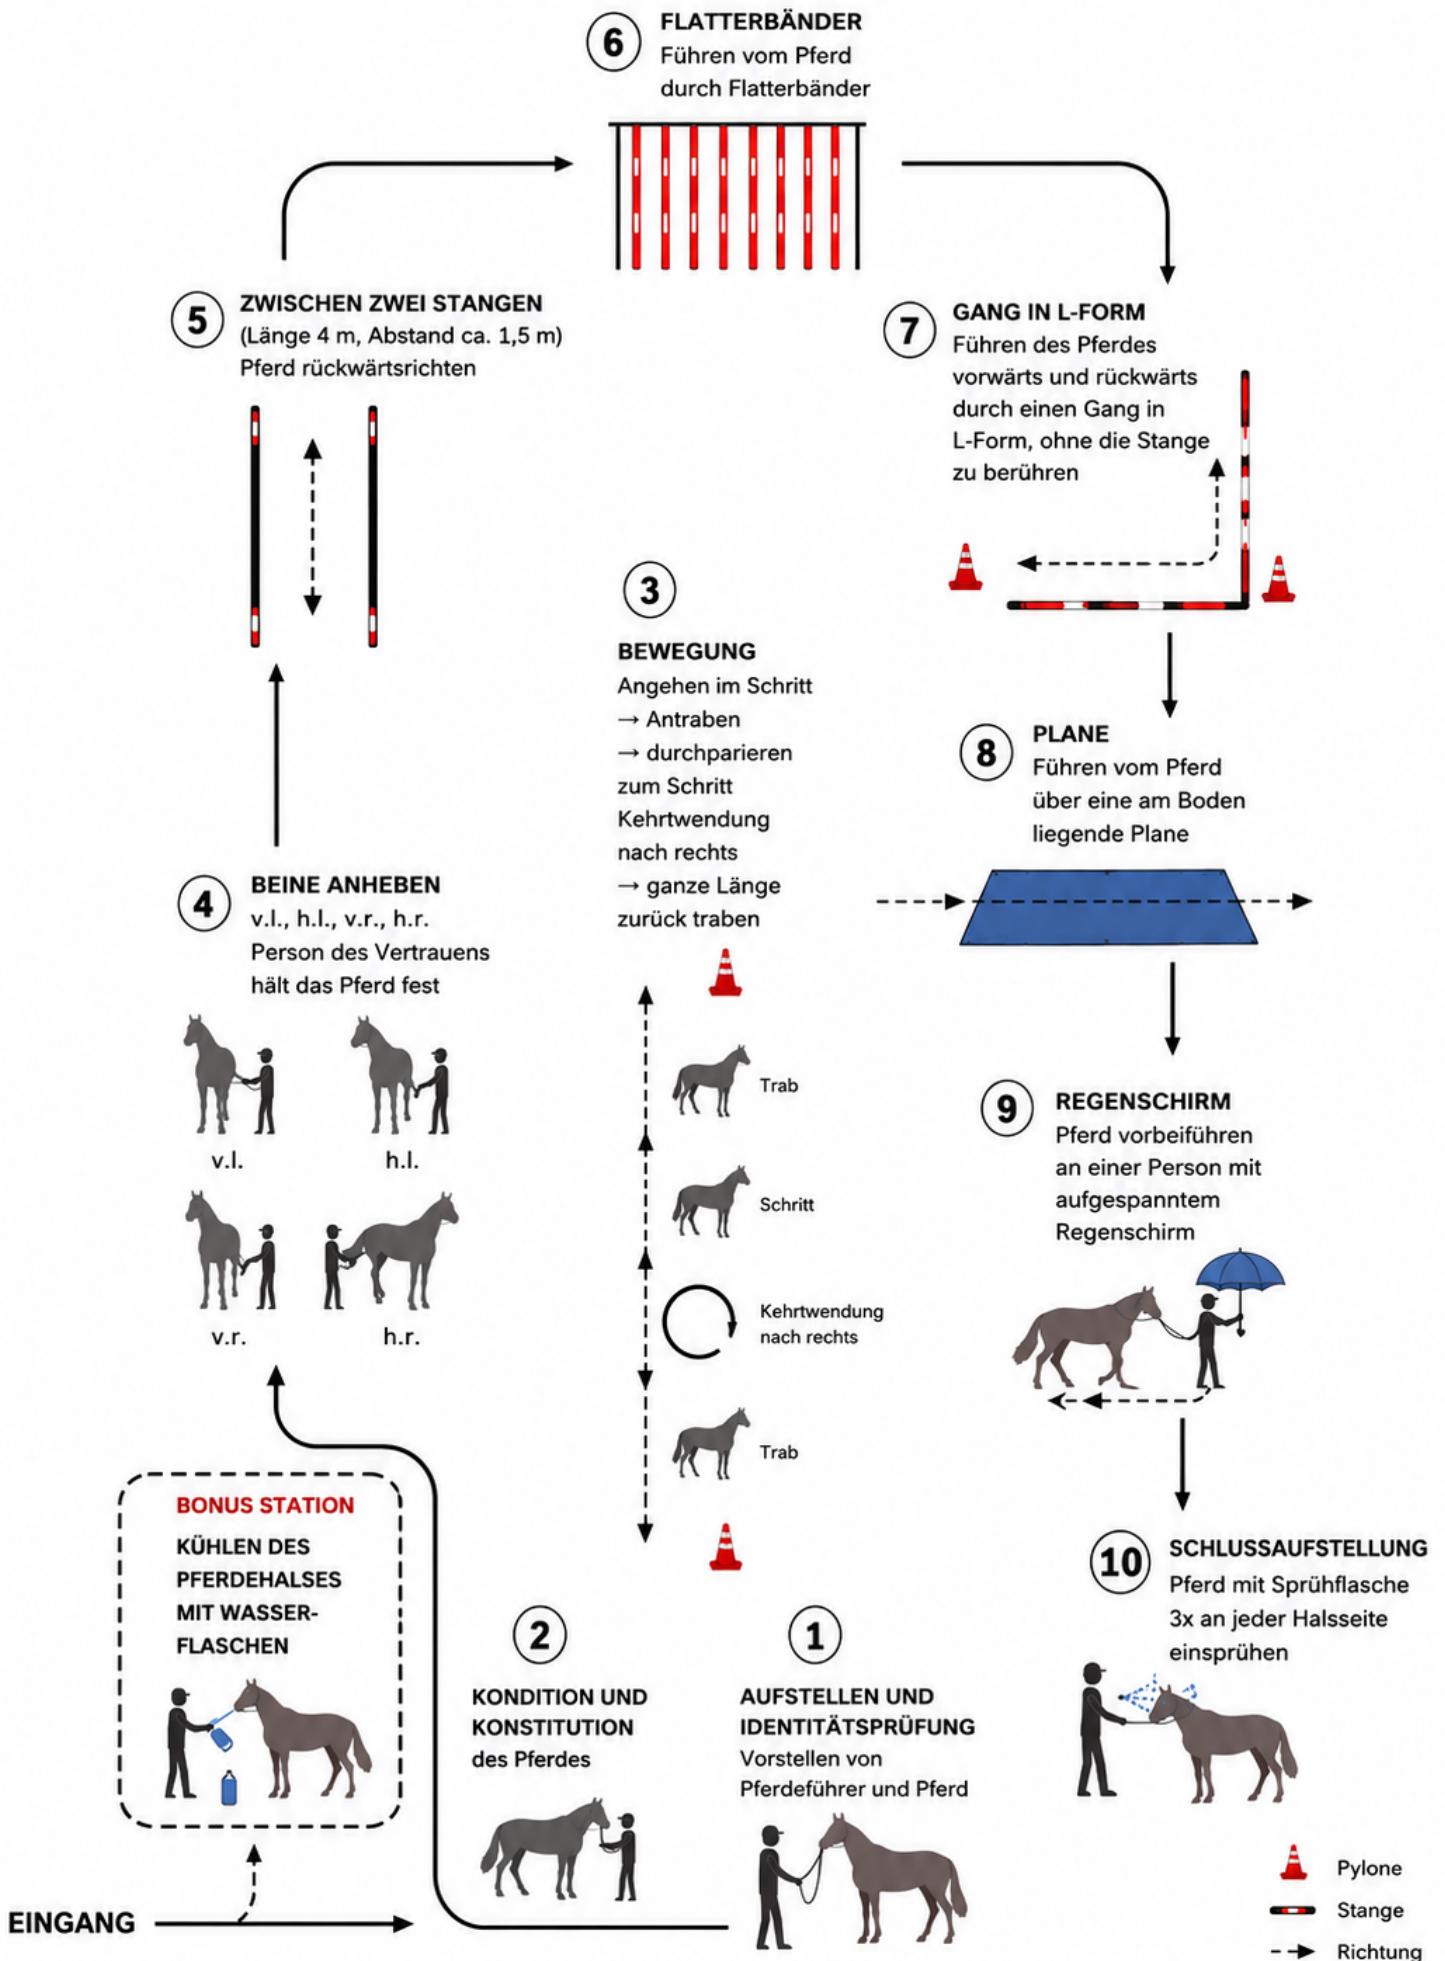 6
FLATTERBÄNDER
Führen vom Pferd
durch Flatterbänder
5
ZWISCHEN ZWEI STANGEN
(Länge 4 m, Abstand ca. 1,5 m)
Pferd rückwärtsrichten
7
GANG IN L-FORM
Führen des Pferdes
vorwärts und rückwärts
durch einen Gang in
L-Form, ohne die Stange
zu berühren
3
BEWEGUNG
Angehen im Schritt
→ Antraben
→ durchparieren
zum Schritt
Kehrtwendung
nach rechts
→ ganze Länge
zurück traben
Trab
Schritt
Kehrtwendung
nach rechts
Trab
8
PLANE
Führen vom Pferd
über eine am Boden
liegende Plane
4
BEINE ANHEBEN
v.l., h.l., v.r., h.r.
Person des Vertrauens
hält das Pferd fest
v.l.
h.l.
v.r.
h.r.
9
REGENSCHIRM
Pferd vorbeiführen
an einer Person mit
aufgespanntem
Regenschirm
BONUS STATION
KÜHLEN DES
PFERDEHALSES
MIT WASSER-
FLASCHEN
2
KONDITION UND
KONSTITUTION
des Pferdes
1
AUFSTELLEN UND
IDENTITÄTSPRÜFUNG
Vorstellen von
Pferdeführer und Pferd
10
SCHLUSSAUFSTELLUNG
Pferd mit Sprühflasche
3x an jeder Halsseite
einsprühen
EINGANG
Pylone
Stange
Richtung